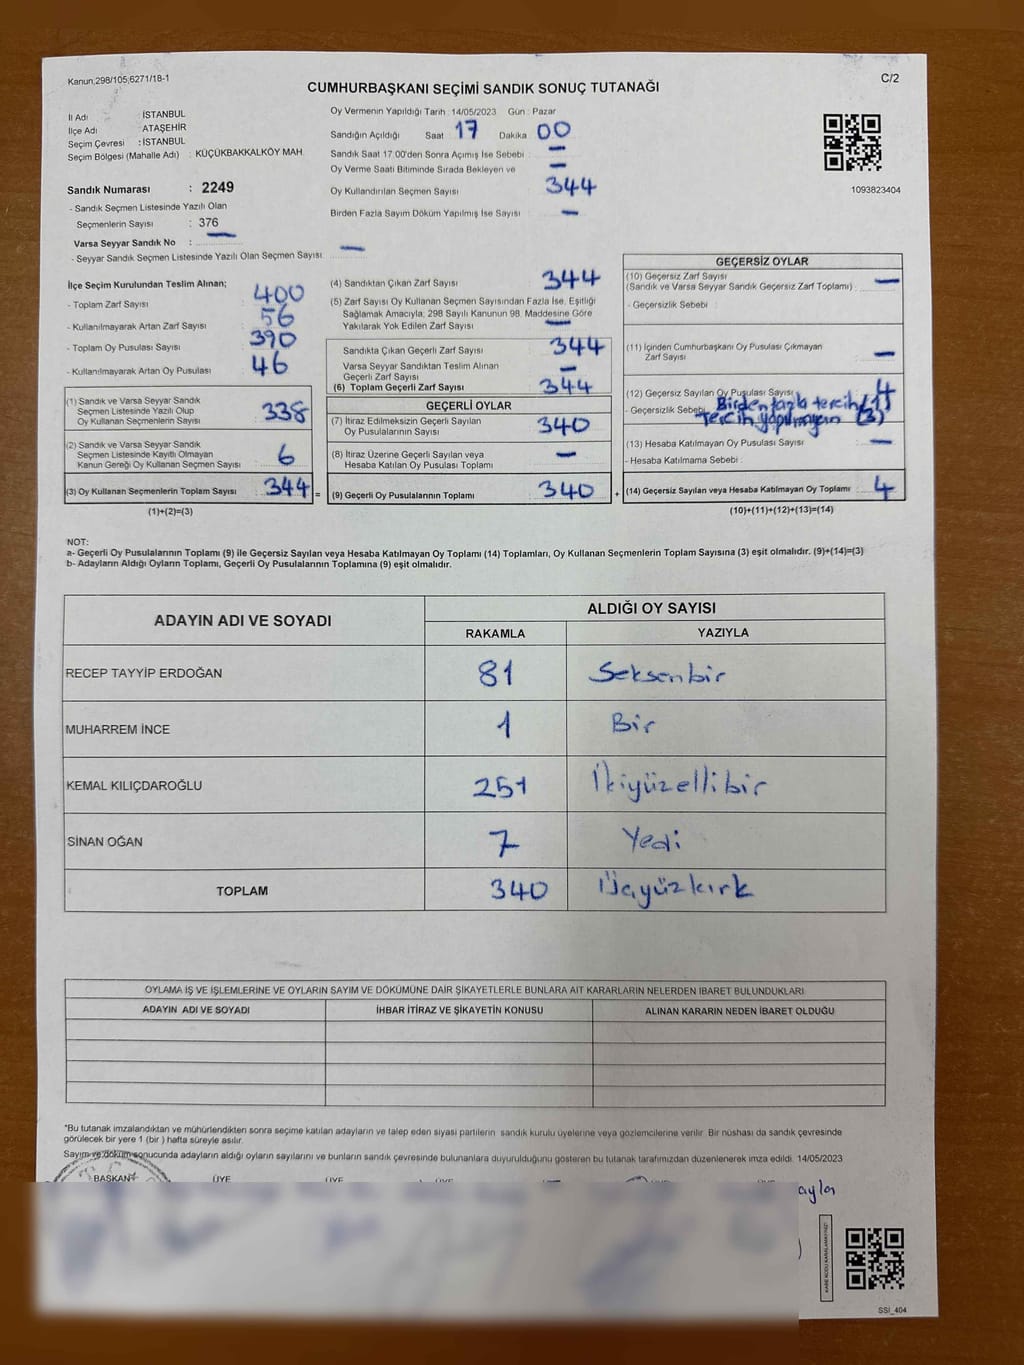 Kanun,298/105;6271/18-1
C/2
CUMHURBAŞKANI SEÇİMİ SANDIK SONUÇ TUTANAĞI
İl Adı : İSTANBUL
İlçe Adı : ATAŞEHİR
Seçim Çevresi : İSTANBUL
Seçim Bölgesi (Mahalle Adı) : KÜÇÜKBAKKALKÖY MAH.
Sandık Numarası : 2249
- Sandık Seçmen Listesinde Yazılı Olan
Seçmenlerin Sayısı : 376
Varsa Seyyar Sandık No : —
- Seyyar Sandık Seçmen Listesinde Yazılı Olan Seçmen Sayısı —
Oy Vermenin Yapıldığı Tarih : 14/05/2023 Gün : Pazar
Sandığın Açıldığı Saat 17 Dakika 00
Sandık Saat 17:00'den Sonra Açımış İse Sebebi —
Oy Verme Saati Bitiminde Sırada Bekleyen ve —
Oy Kullandırılan Seçmen Sayısı 344
Birden Fazla Sayım Döküm Yapılmış İse Sayısı —
1093823404
İlçe Seçim Kurulundan Teslim Alınan;
- Toplam Zarf Sayısı 400
- Kullanılmayarak Artan Zarf Sayısı 56
- Toplam Oy Pusulası Sayısı 390
- Kullanılmayarak Artan Oy Pusulası 46
(1) Sandık ve Varsa Seyyar Sandık
Seçmen Listesinde Yazılı Olup
Oy Kullanan Seçmenlerin Sayısı 338
(2) Sandık ve Varsa Seyyar Sandık
Seçmen Listesinde Kayıtlı Olmayan
Kanun Gereği Oy Kullanan Seçmen Sayısı 6
(3) Oy Kullanan Seçmenlerin Toplam Sayısı 344 =
(1)+(2)=(3)
(4) Sandıktan Çıkan Zarf Sayısı 344
(5) Zarf Sayısı Oy Kullanan Seçmen Sayısından Fazla İse, Eşitliği
Sağlamak Amacıyla, 298 Sayılı Kanunun 98. Maddesine Göre
Yakılarak Yok Edilen Zarf Sayısı —
Sandıkta Çıkan Geçerli Zarf Sayısı 344
Varsa Seyyar Sandıktan Teslim Alınan
Geçerli Zarf Sayısı —
(6) Toplam Geçerli Zarf Sayısı 344
GEÇERLİ OYLAR
(7) İtiraz Edilmeksizin Geçerli Sayılan
Oy Pusulalarının Sayısı 340
(8) İtiraz Üzerine Geçerli Sayılan veya
Hesaba Katılan Oy Pusulası Toplamı —
(9) Geçerli Oy Pusulalarının Toplamı 340 +
GEÇERSİZ OYLAR
(10) Geçersiz Zarf Sayısı
(Sandık ve Varsa Seyyar Sandık Geçersiz Zarf Toplamı) : —
- Geçersizlik Sebebi :
(11) İçinden Cumhurbaşkanı Oy Pusulası Çıkmayan
Zarf Sayısı —
(12) Geçersiz Sayılan Oy Pusulası Sayısı : 4
- Geçersizlik Sebebi : Birden fazla tercih (1)
Tercih yapılmayan (3)
(13) Hesaba Katılmayan Oy Pusulası Sayısı —
- Hesaba Katılmama Sebebi :
(14) Geçersiz Sayılan veya Hesaba Katılmayan Oy Toplamı 4
(10)+(11)+(12)+(13)=(14)
NOT:
a- Geçerli Oy Pusulalarının Toplamı (9) ile Geçersiz Sayılan veya Hesaba Katılmayan Oy Toplamı (14) Toplamları, Oy Kullanan Seçmenlerin Toplam Sayısına (3) eşit olmalıdır. (9)+(14)=(3)
b- Adayların Aldığı Oyların Toplamı, Geçerli Oy Pusulalarının Toplamına (9) eşit olmalıdır.
ADAYIN ADI VE SOYADI
ALDIĞI OY SAYISI
RAKAMLA YAZIYLA
RECEP TAYYİP ERDOĞAN 81 Seksenbir
MUHARREM İNCE 1 Bir
KEMAL KILIÇDAROĞLU 251 İkiyüzellibir
SİNAN OĞAN 7 Yedi
TOPLAM 340 Üçyüzkırk
OYLAMA İŞ VE İŞLEMLERİNE VE OYLARIN SAYIM VE DÖKÜMÜNE DAİR ŞİKAYETLERLE BUNLARA AİT KARARLARIN NELERDEN İBARET BULUNDUKLARI
ADAYIN ADI VE SOYADI İHBAR İTİRAZ VE ŞİKAYETİN KONUSU ALINAN KARARIN NEDEN İBARET OLDUĞU
*Bu tutanak imzalandıktan ve mühürlendikten sonra seçime katılan adayların ve talep eden siyasi partilerin sandık kurulu üyelerine veya gözlemcilerine verilir. Bir nüshası da sandık çevresinde
görülecek bir yere 1 (bir ) hafta süreyle asılır.
Sayım ve döküm sonucunda adayların aldığı oyların sayılarını ve bunların sandık çevresinde bulunanlara duyurulduğunu gösteren bu tutanak tarafımızdan düzenlenerek imza edildi. 14/05/2023
BAŞKAN ÜYE ÜYE
SSİ_404